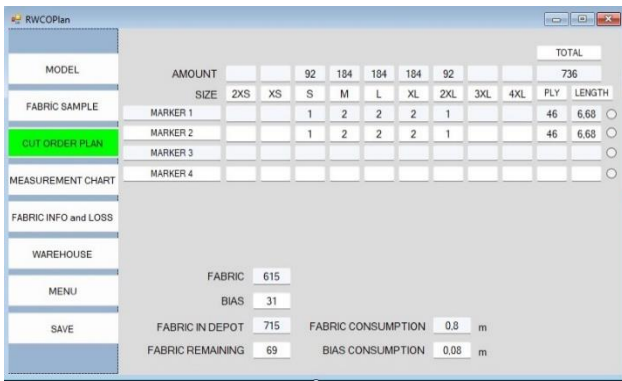 RWCOPlan
TOTAL
MODEL
AMOUNT 92 184 184 184 92 736
SIZE 2XS XS S M L XL 2XL 3XL 4XL PLY LENGTH
FABRIC SAMPLE
MARKER 1 1 2 2 2 1 46 6,68
CUT ORDER PLAN
MARKER 2 1 2 2 2 1 46 6,68
MARKER 3
MEASUREMENT CHART
MARKER 4
FABRIC INFO and LOSS
WAREHOUSE
FABRIC 615
MENU
BIAS 31
SAVE
FABRIC IN DEPOT 715 FABRIC CONSUMPTION 0,8 m
FABRIC REMAINING 69 BIAS CONSUMPTION 0,08 m